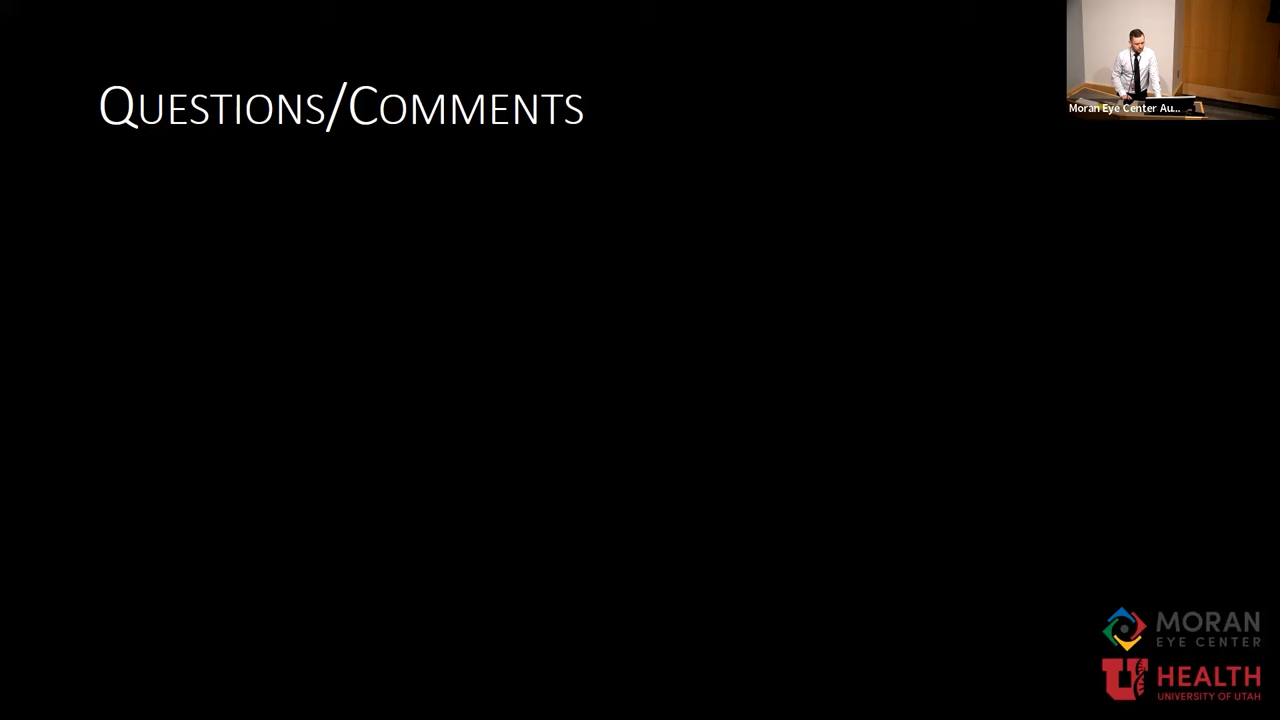 Questions/Comments
Moran Eye Center Au...
MORAN
EYE CENTER
U HEALTH
UNIVERSITY OF UTAH